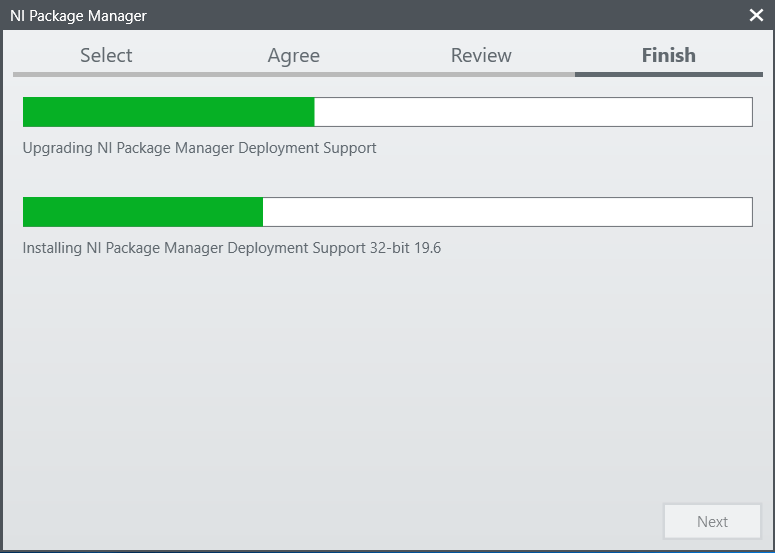 NI Package Manager
Select Agree Review Finish
Upgrading NI Package Manager Deployment Support
Installing NI Package Manager Deployment Support 32-bit 19.6
Next